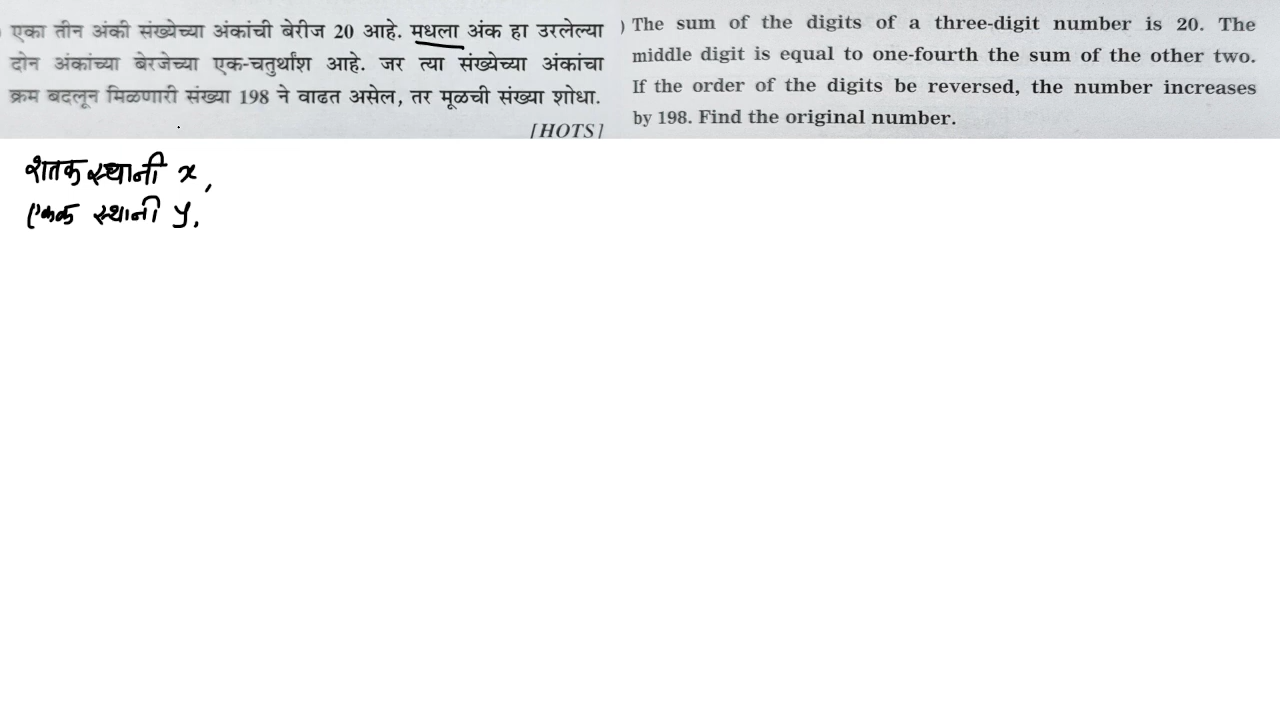 एका तीन अंकी संख्येच्या अंकांची बेरीज 20 आहे. मधला अंक हा उरलेल्या
दोन अंकांच्या बेरजेच्या एक-चतुर्थांश आहे. जर त्या संख्येच्या अंकांचा
क्रम बदलून मिळणारी संख्या 198 ने वाढत असेल, तर मूळची संख्या शोधा.
[HOTS]
) The sum of the digits of a three-digit number is 20. The
middle digit is equal to one-fourth the sum of the other two.
If the order of the digits be reversed, the number increases
by 198. Find the original number.
शतक स्थानी x,
एकक स्थानी y,